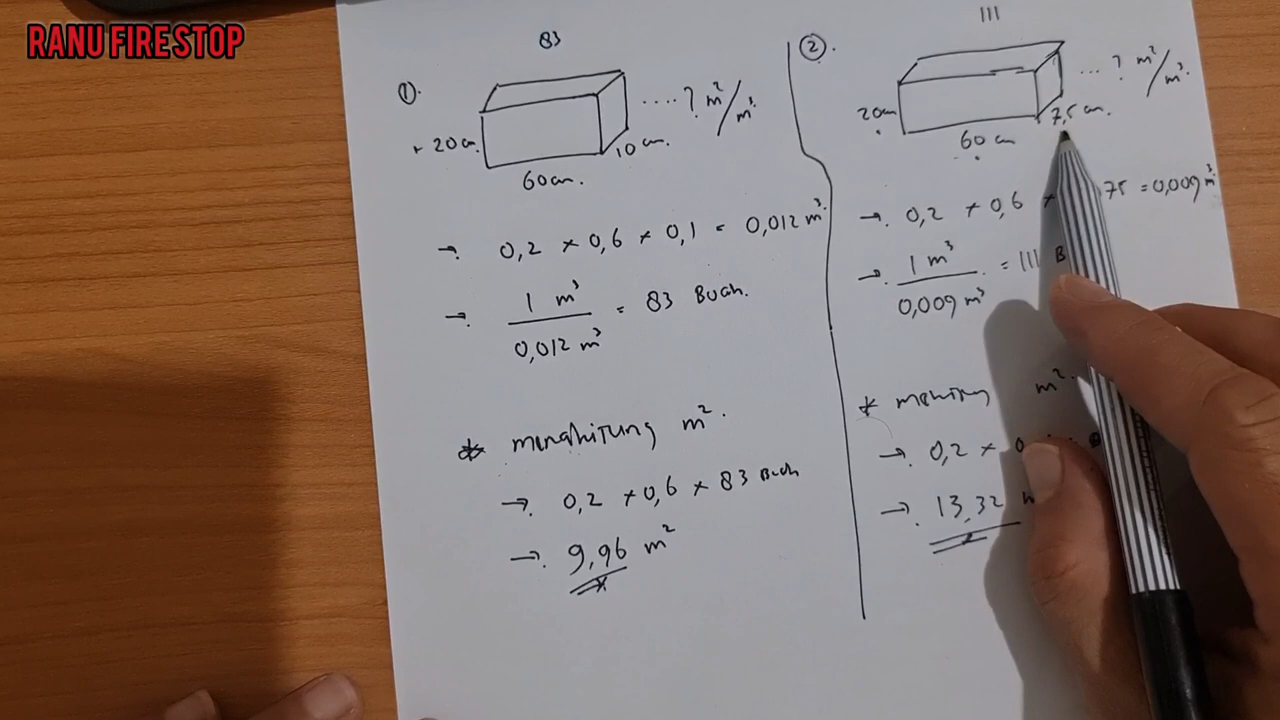 RANU FIRE STOP
83
①.
.... ? m²/m³
20 cm.
10 cm.
60 cm.
→ 0,2 × 0,6 × 0,1 = 0,012 m³
→ 1 m³
0,012 m³
= 83 Buah.
* menghitung m².
→ 0,2 × 0,6 × 83 Buah
→ 9,96 m²
111
②.
... ? m²/m³.
20 cm
7,5 cm.
60 cm
→ 0,2 × 0,6 × 75 = 0,009 m³
→ 1 m³
0,009 m³
= 111 B
* m²
→ 0,2 × 0
→ 13,32